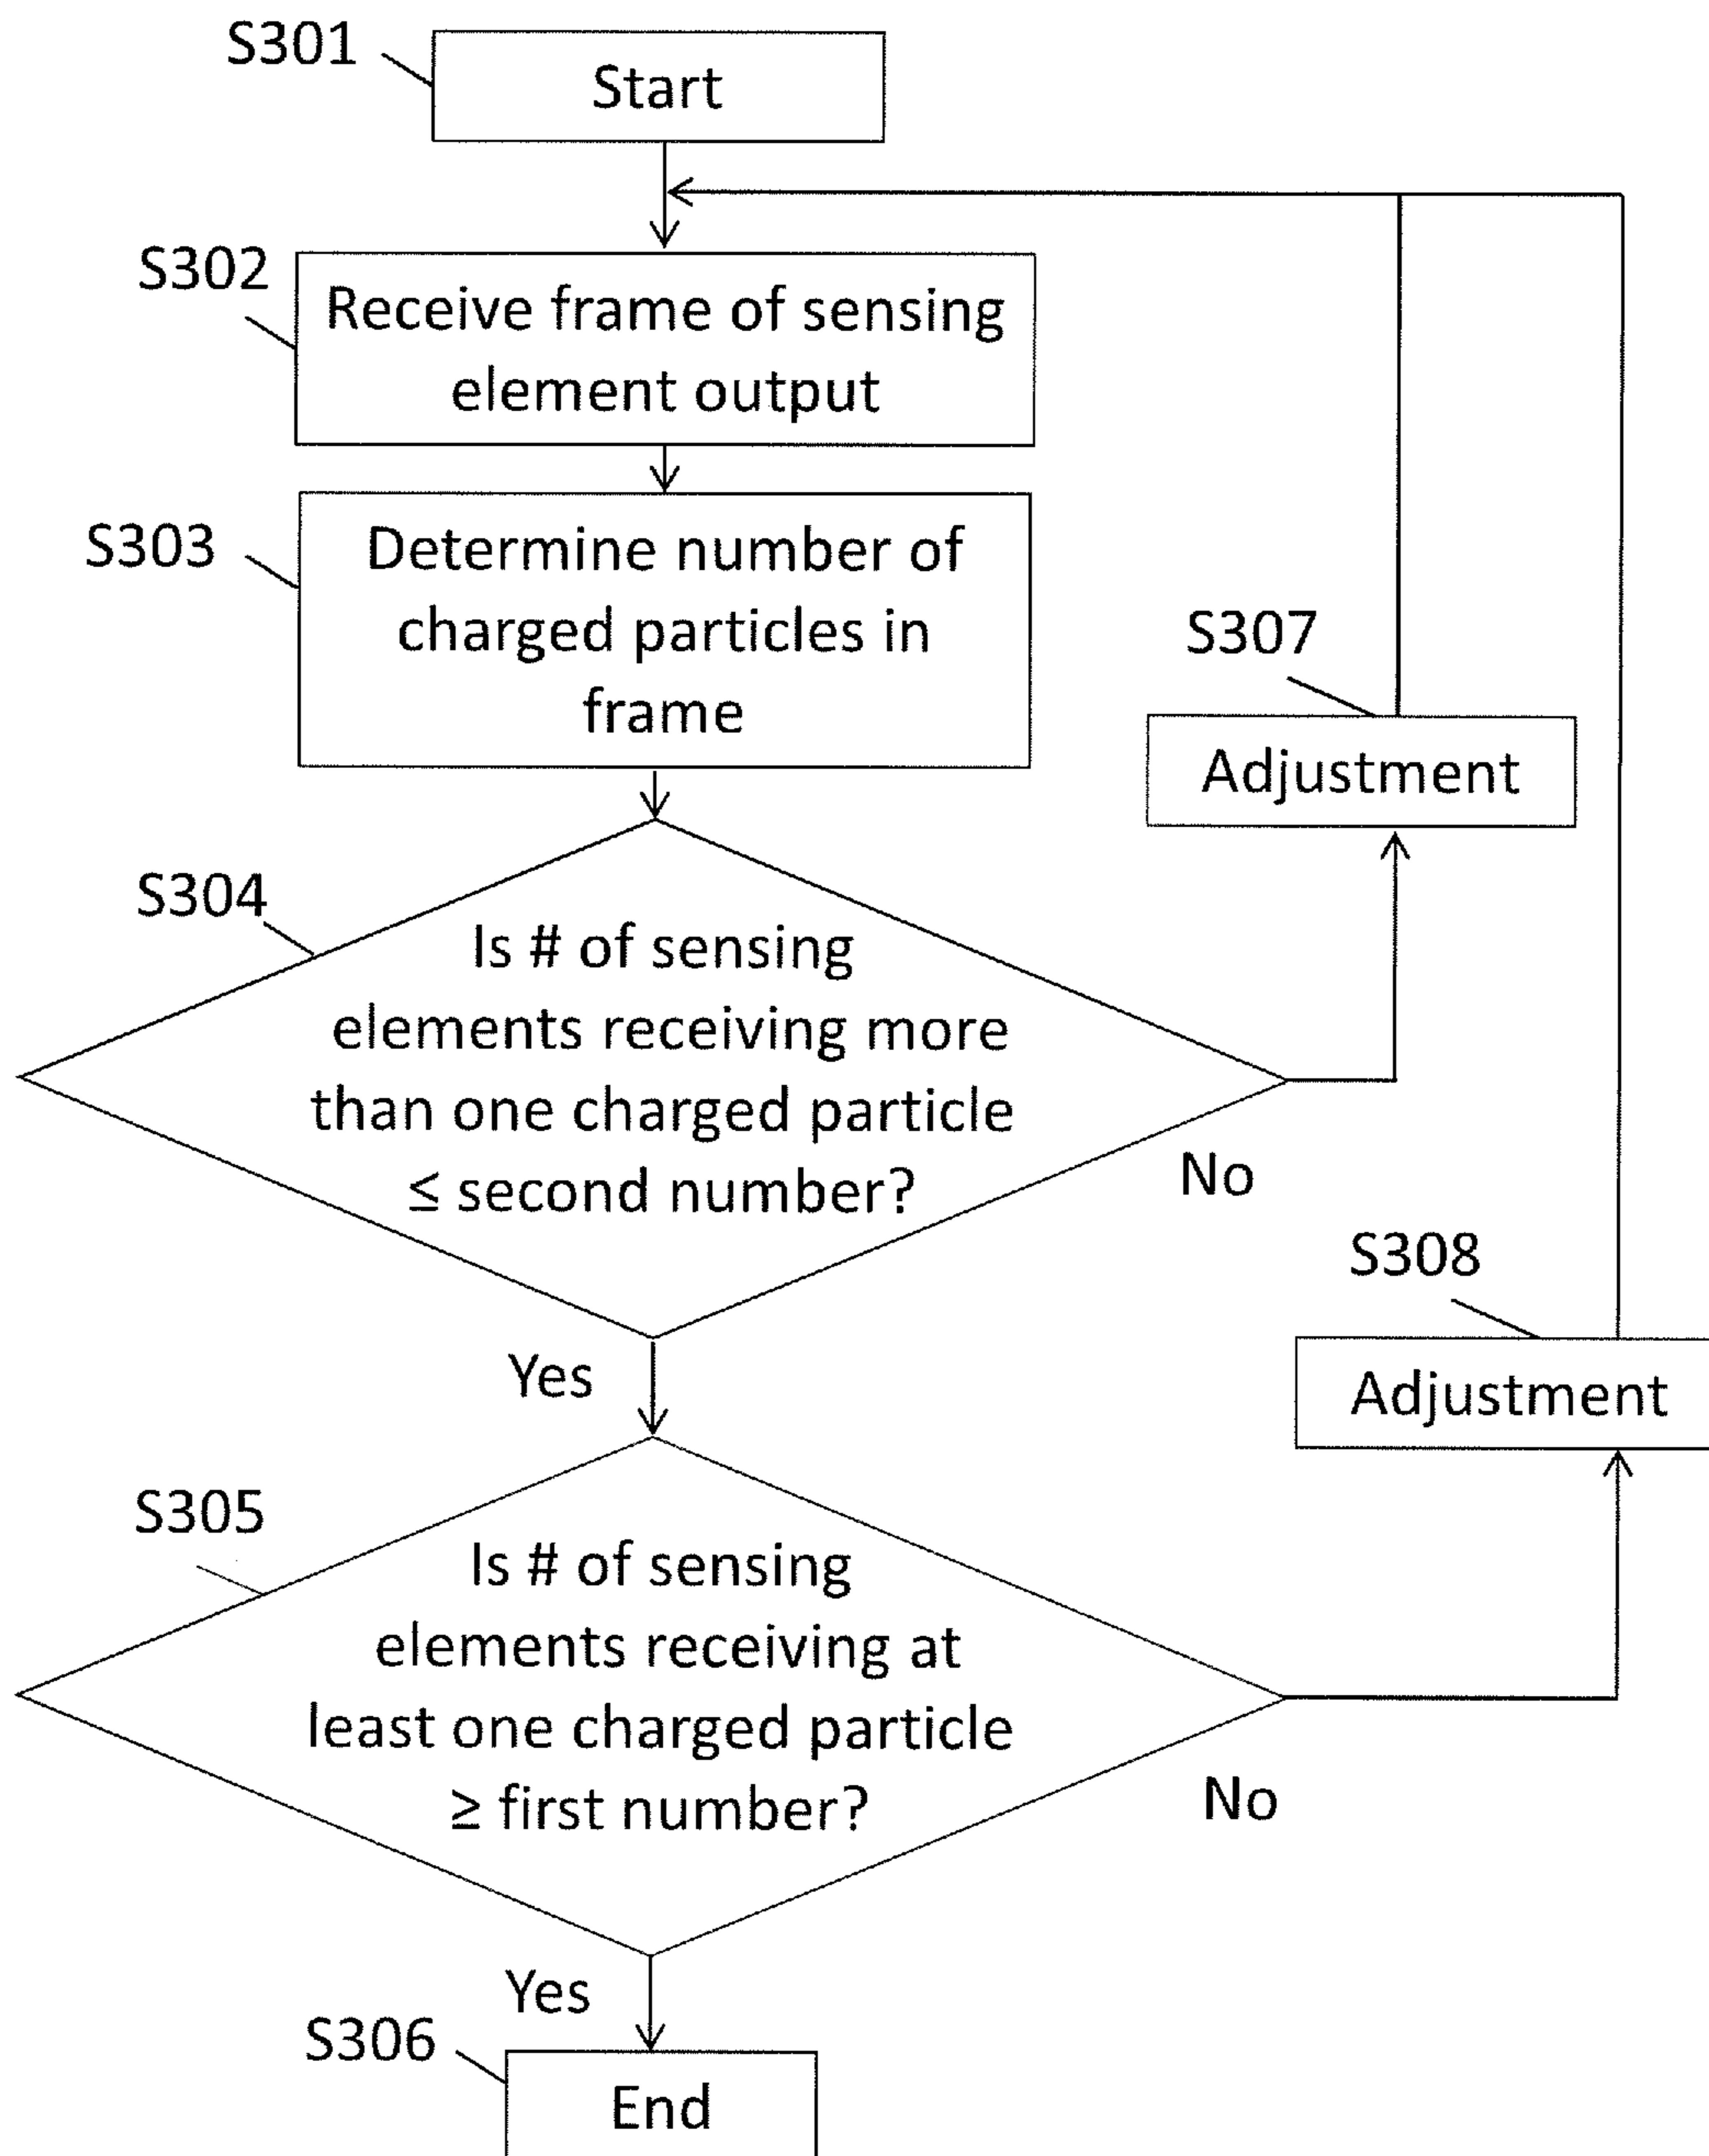 S301
Start
S302
Receive frame of sensing
element output
S303
Determine number of
charged particles in
frame
S307
Adjustment
S304
Is # of sensing
elements receiving more
than one charged particle
≤ second number?
No
Yes
S308
Adjustment
S305
Is # of sensing
elements receiving at
least one charged particle
≥ first number?
No
Yes
S306
End